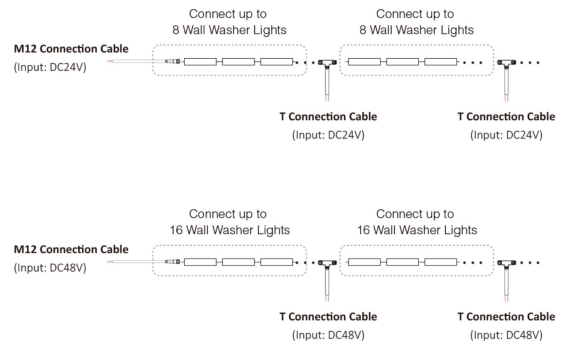 Connect up to
8 Wall Washer Lights
Connect up to
8 Wall Washer Lights
M12 Connection Cable
(Input: DC24V)
T Connection Cable
(Input: DC24V)
T Connection Cable
(Input: DC24V)
Connect up to
16 Wall Washer Lights
Connect up to
16 Wall Washer Lights
M12 Connection Cable
(Input: DC48V)
T Connection Cable
(Input: DC48V)
T Connection Cable
(Input: DC48V)